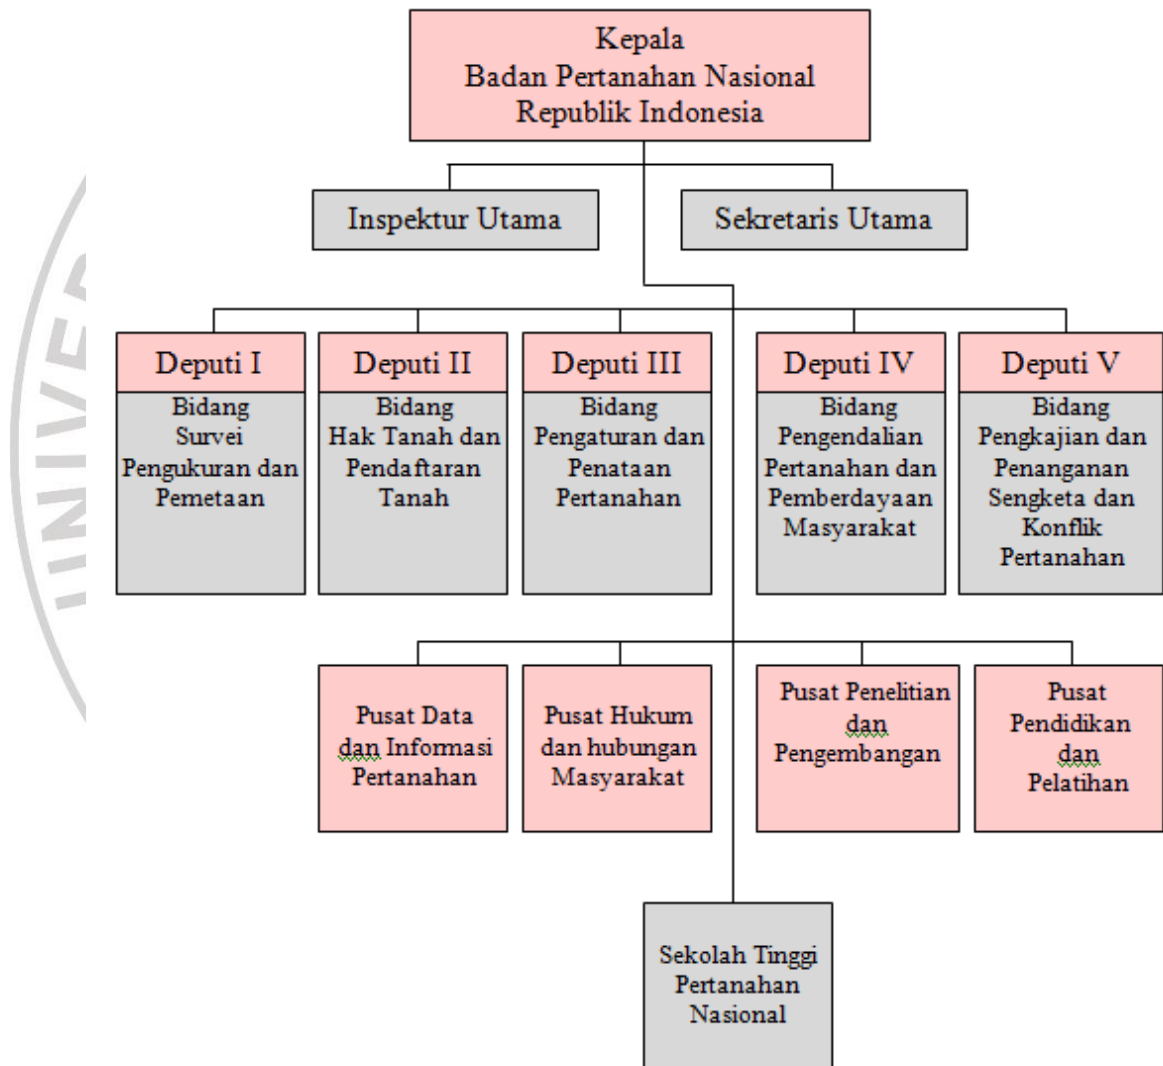 Kepala
Badan Pertanahan Nasional
Republik Indonesia
Inspektur Utama
Sekretaris Utama
Deputi I
Bidang
Survei
Pengukuran dan
Pemetaan
Deputi II
Bidang
Hak Tanah dan
Pendaftaran
Tanah
Deputi III
Bidang
Pengaturan dan
Penataan
Pertanahan
Deputi IV
Bidang
Pengendalian
Pertanahan dan
Pemberdayaan
Masyarakat
Deputi V
Bidang
Pengkajian dan
Penanganan
Sengketa dan
Konflik
Pertanahan
Pusat Data
dan Informasi
Pertanahan
Pusat Hukum
dan hubungan
Masyarakat
Pusat Penelitian
dan
Pengembangan
Pusat
Pendidikan
dan
Pelatihan
Sekolah Tinggi
Pertanahan
Nasional